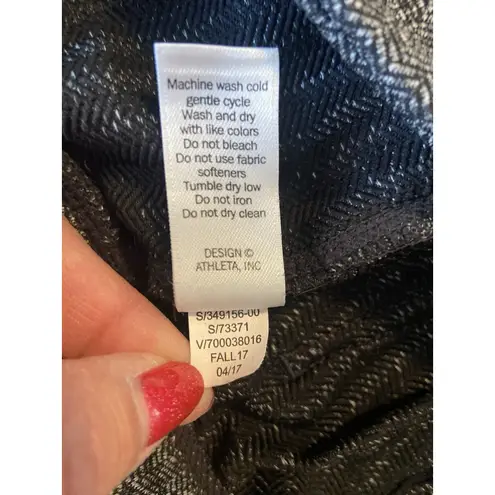 Machine wash cold
gentle cycle
Wash and dry
with like colors
Do not bleach
Do not use fabric
softeners
Tumble dry low
Do not iron
Do not dry clean
DESIGN ©
ATHLETA, INC
S/349156-00
S/73371
V/700038016
FALL17
04/17